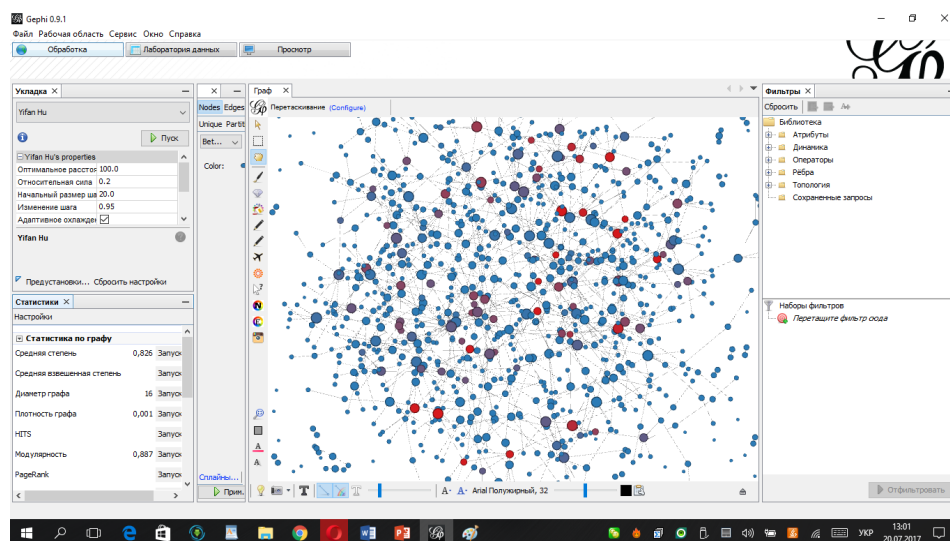 Gephi 0.9.1
Файл Рабочая область Сервис Окно Справка
Обработка
Лаборатория данных
Просмотр
Укладка
Yifan Hu
Пуск
Yifan Hu's properties
Оптимальное расстоя 100.0
Относительная сила 0.2
Начальный размер ша 20.0
Изменение шага 0.95
Адаптивное охлажден
Yifan Hu
Предустановки... Сбросить настройки
Статистики
Настройки
Статистика по графу
Средняя степень 0,826 Запуск
Средняя взвешенная степень Запуск
Диаметр графа 16 Запуск
Плотность графа 0,001 Запуск
HITS Запуск
Модулярность 0,887 Запуск
PageRank Запуск
Nodes Edges
Unique Partit
Bet...
Color:
Сплайны...
Прим.
Граф
Перетаскивание (Configure)
A- A- Arial Полужирный, 32
Фильтры
Сбросить
Библиотека
Атрибуты
Динамика
Операторы
Рёбра
Топология
Сохраненные запросы
Наборы фильтров
Перетащите фильтр сюда
Отфильтровать
УКР
13:01
20.07.2017